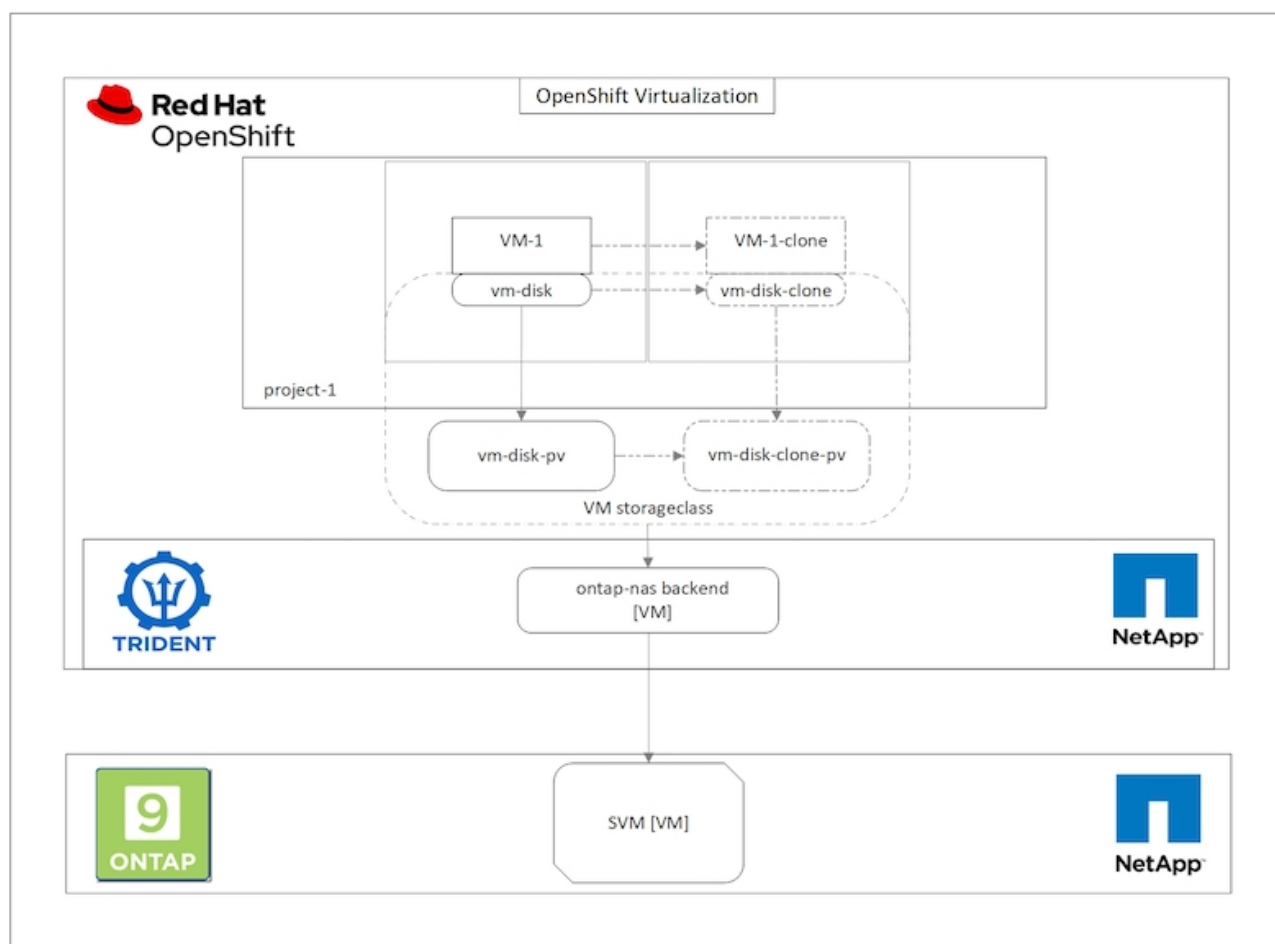 OpenShift Virtualization
Red Hat
OpenShift
VM-1
VM-1-clone
vm-disk
vm-disk-clone
project-1
vm-disk-pv
vm-disk-clone-pv
VM storageclass
TRIDENT
ontap-nas backend
[VM]
NetApp
9
ONTAP
SVM [VM]
NetApp